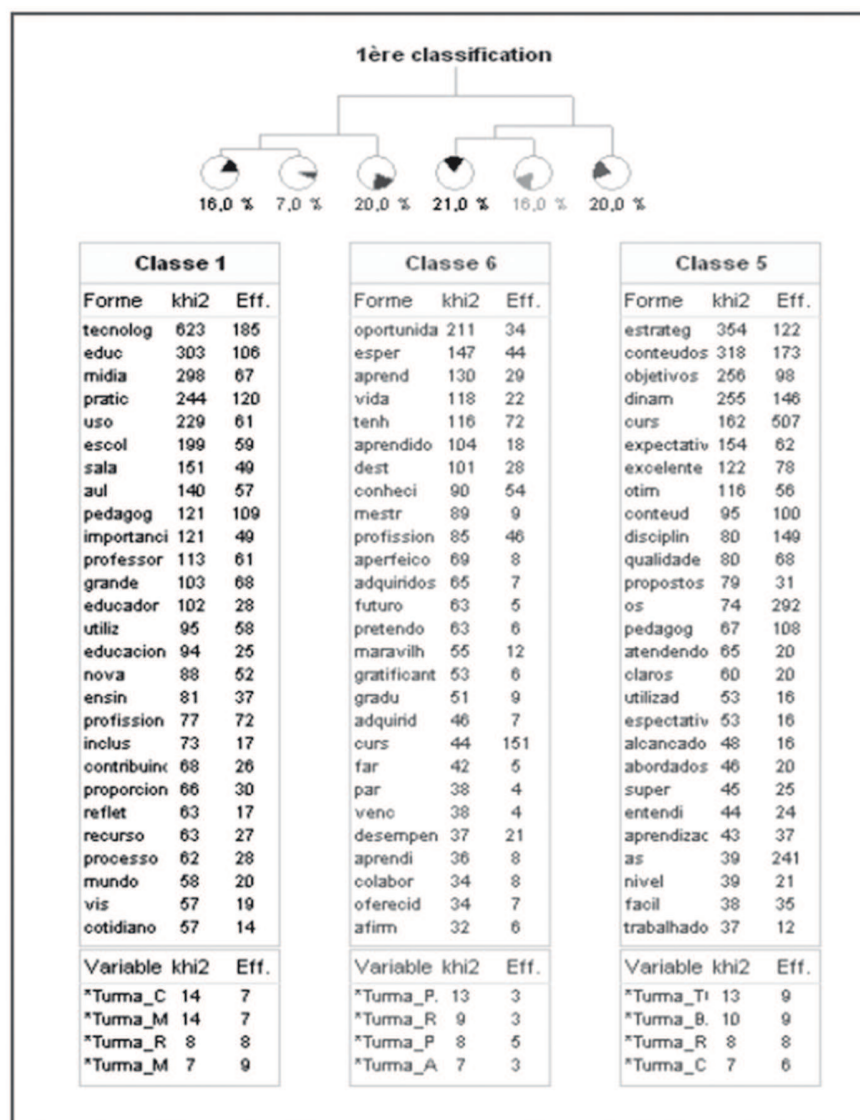 1ère classification
16,0 % 7,0 % 20,0 % 21,0 % 16,0 % 20,0 %
Classe 1
Forme khi2 Eff.
tecnolog 623 185
educ 303 106
midia 298 67
pratic 244 120
uso 229 61
escol 199 59
sala 151 49
aul 140 57
pedagog 121 109
importanci 121 49
professor 113 61
grande 103 68
educador 102 28
utiliz 95 58
educacion 94 25
nova 88 52
ensin 81 37
profission 77 72
inclus 73 17
contribuinc 68 26
proporcion 66 30
reflet 63 17
recurso 63 27
processo 62 28
mundo 58 20
vis 57 19
cotidiano 57 14
Variable khi2 Eff.
*Turma_C 14 7
*Turma_M 14 7
*Turma_R 8 8
*Turma_M 7 9
Classe 6
Forme khi2 Eff.
oportunida 211 34
esper 147 44
aprend 130 29
vida 118 22
tenh 116 72
aprendido 104 18
dest 101 28
conheci 90 54
mestr 89 9
profission 85 46
aperfeico 69 8
adquiridos 65 7
futuro 63 5
pretendo 63 6
maravilh 55 12
gratificant 53 6
gradu 51 9
adquirid 46 7
curs 44 151
far 42 5
par 38 4
venc 38 4
desempen 37 21
aprendi 36 8
colabor 34 8
oferecid 34 7
afirm 32 6
Variable khi2 Eff.
*Turma_P. 13 3
*Turma_R 9 3
*Turma_P 8 5
*Turma_A 7 3
Classe 5
Forme khi2 Eff.
estrateg 354 122
conteudos 318 173
objetivos 256 98
dinam 255 146
curs 162 507
expectativ 154 62
excelente 122 78
otim 116 56
conteud 95 100
disciplin 80 149
qualidade 80 68
propostos 79 31
os 74 292
pedagog 67 108
atendendo 65 20
claros 60 20
utilizad 53 16
espectativ 53 16
alcancado 48 16
abordados 46 20
super 45 25
entendi 44 24
aprendizac 43 37
as 39 241
nivel 39 21
facil 38 35
trabalhado 37 12
Variable khi2 Eff.
13 9
*Turma_B. 10 9
*Turma_R 8 8
*Turma_C 7 6